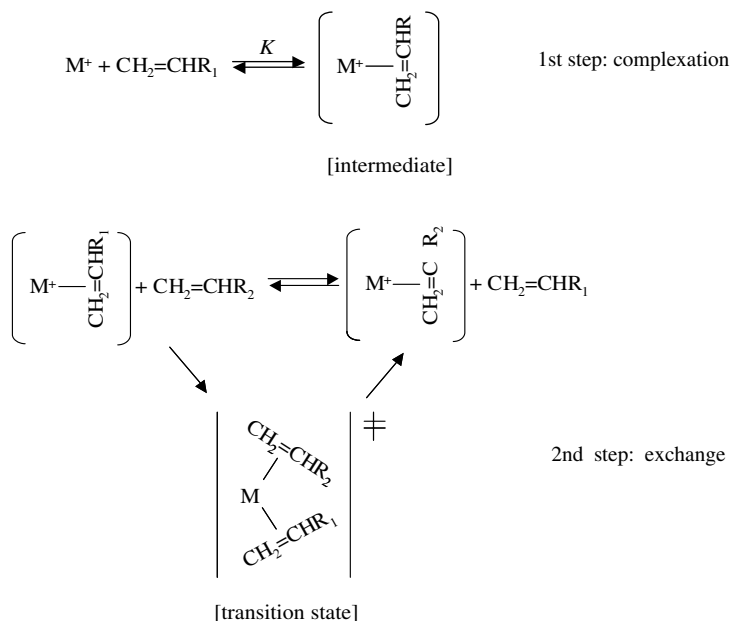 M⁺ + CH₂=CHR₁ K M⁺ CH₂=CHR 1st step: complexation
[intermediate]
M⁺ CH₂=CHR₁ + CH₂=CHR₂ M⁺ CH₂=C R₂ + CH₂=CHR₁
‡
CH₂=CHR₂
M
CH₂=CHR₁
2nd step: exchange
[transition state]